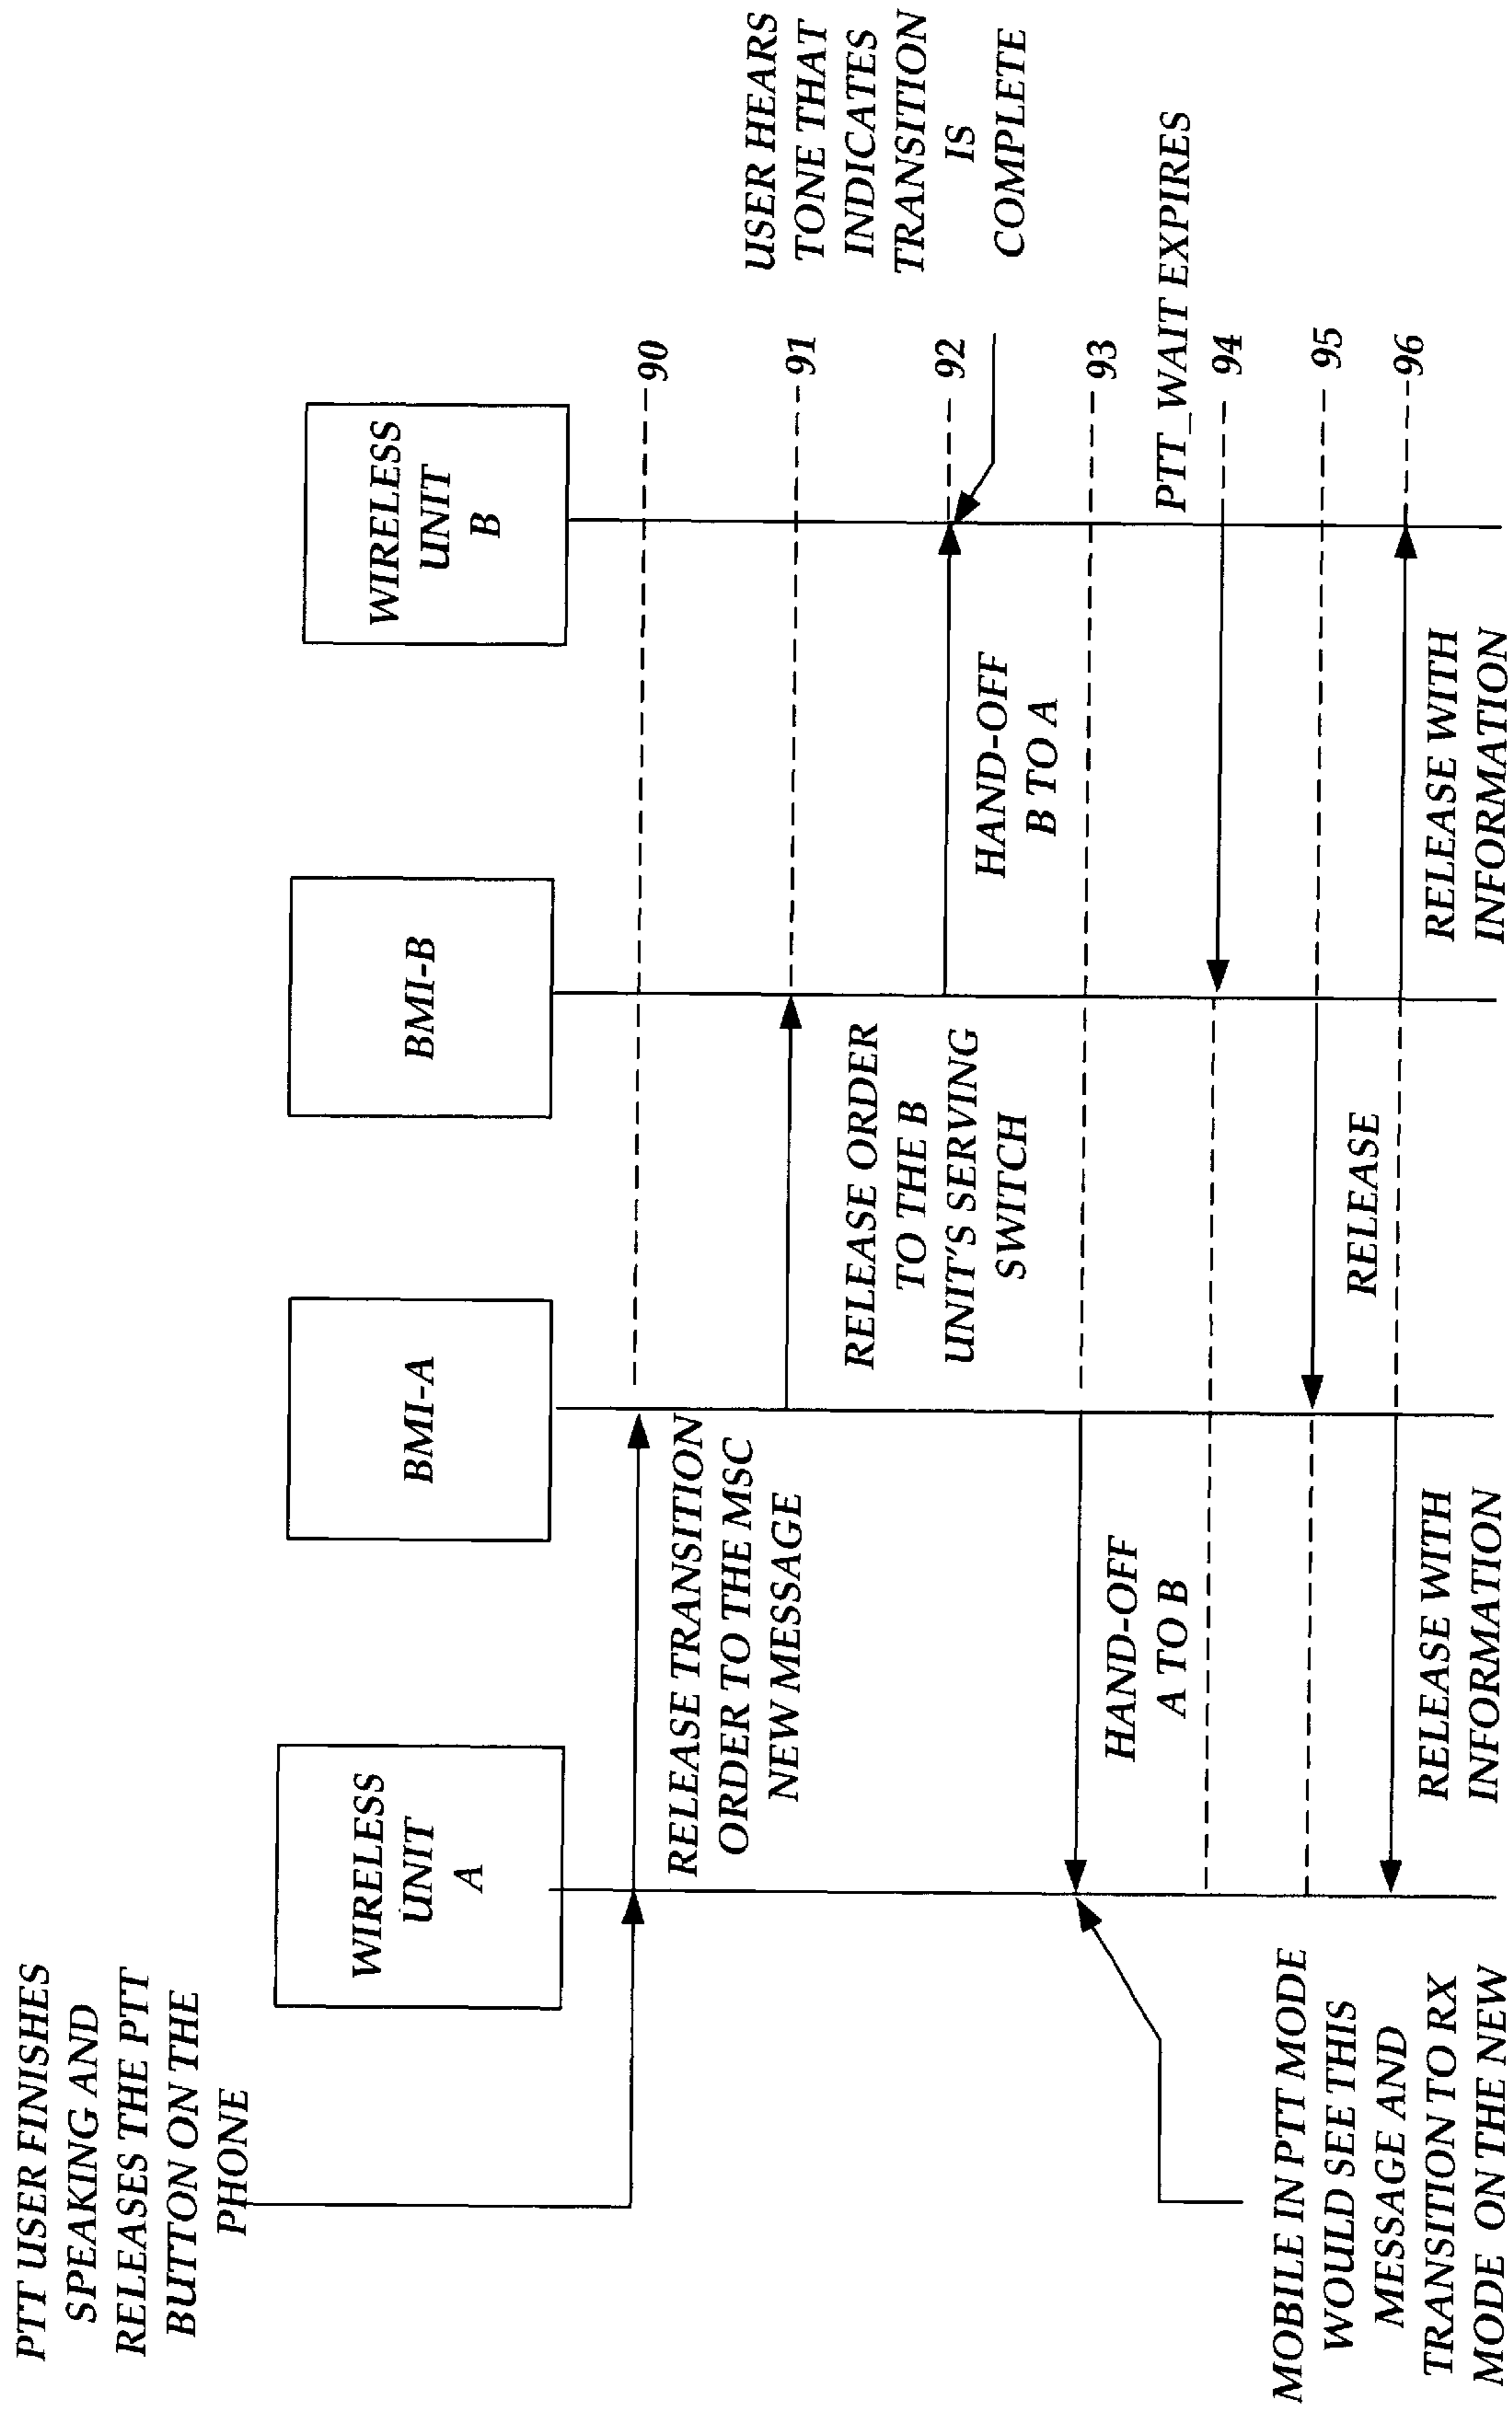 PTT USER FINISHES
SPEAKING AND
RELEASES THE PTT
BUTTON ON THE
PHONE
WIRELESS
UNIT
A
BMI-A
BMI-B
WIRELESS
UNIT
B
90
RELEASE TRANSITION
ORDER TO THE MSC
NEW MESSAGE
91
RELEASE ORDER
TO THE B
UNIT'S SERVING
SWITCH
USER HEARS
TONE THAT
INDICATES
TRANSITION
IS
COMPLETE
92
HAND-OFF
B TO A
93
HAND-OFF
A TO B
MOBILE IN PTT MODE
WOULD SEE THIS
MESSAGE AND
TRANSITION TO RX
MODE ON THE NEW
PTT_WAIT EXPIRES
94
95
RELEASE
96
RELEASE WITH
INFORMATION
RELEASE WITH
INFORMATION